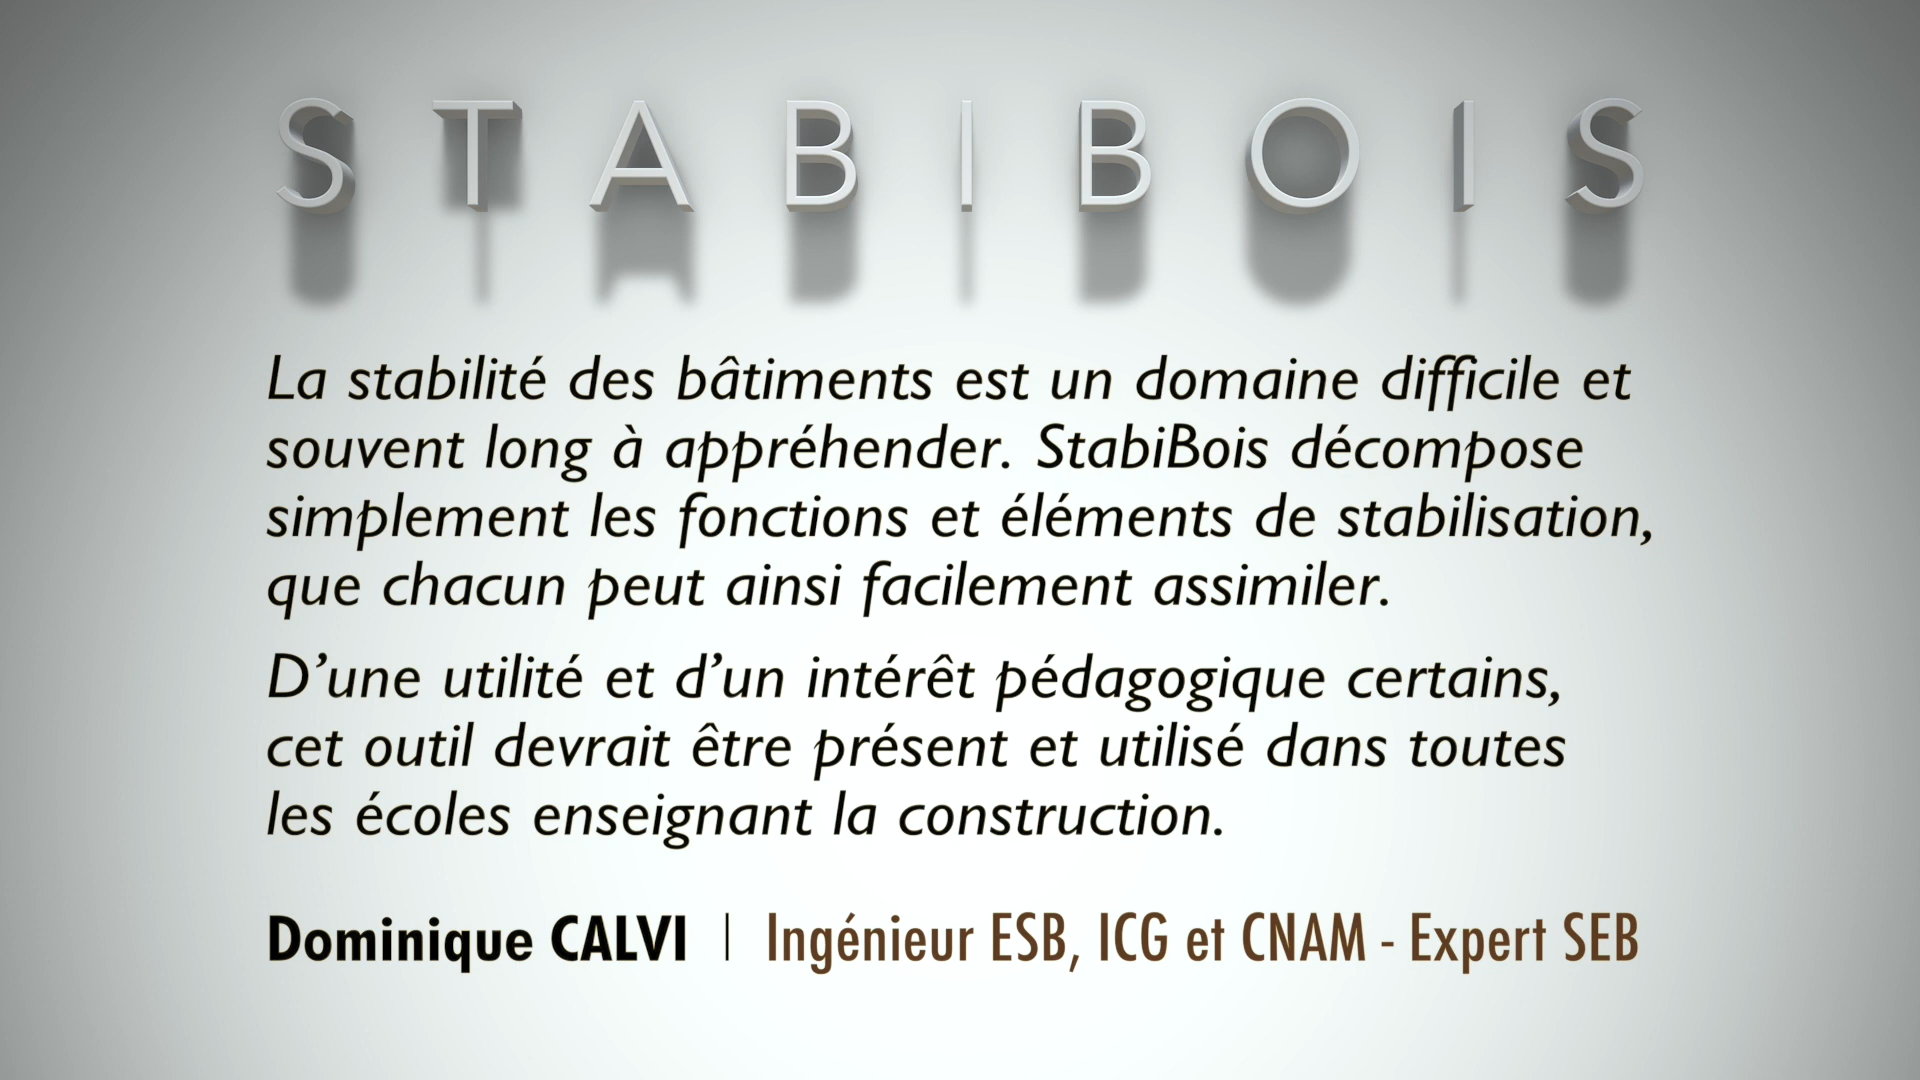 STABIBOIS
La stabilité des bâtiments est un domaine difficile et
souvent long à appréhender. StabiBois décompose
simplement les fonctions et éléments de stabilisation,
que chacun peut ainsi facilement assimiler.
D’une utilité et d’un intérêt pédagogique certains,
cet outil devrait être présent et utilisé dans toutes
les écoles enseignant la construction.
Dominique CALVI | Ingénieur ESB, ICG et CNAM - Expert SEB